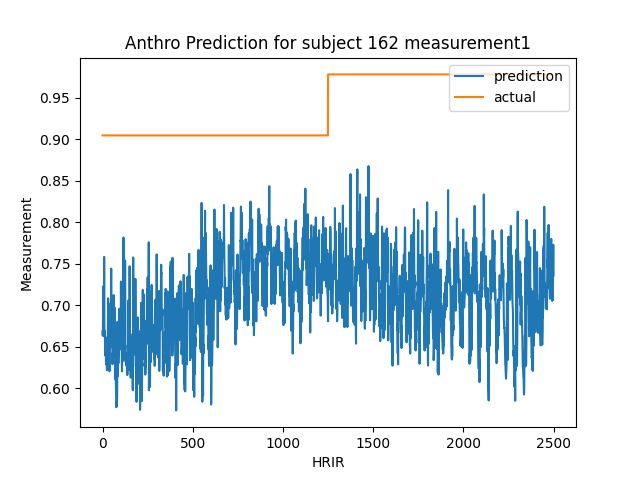 Anthro Prediction for subject 162 measurement1
prediction
actual
0.95
0.90
0.85
0.80
0.75
0.70
0.65
0.60
Measurement
0 500 1000 1500 2000 2500
HRIR